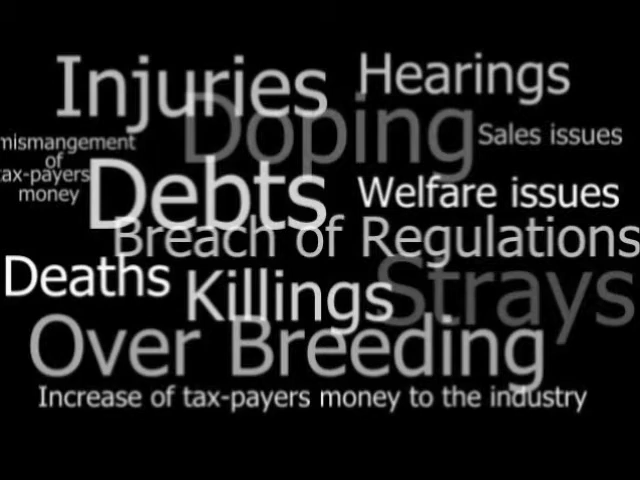 Injuries
Hearings
Doping
Sales issues
mismangement
of
tax-payers
money
Debts
Welfare issues
Breach of Regulations
Deaths
Killings
Strays
Over Breeding
Increase of tax-payers money to the industry